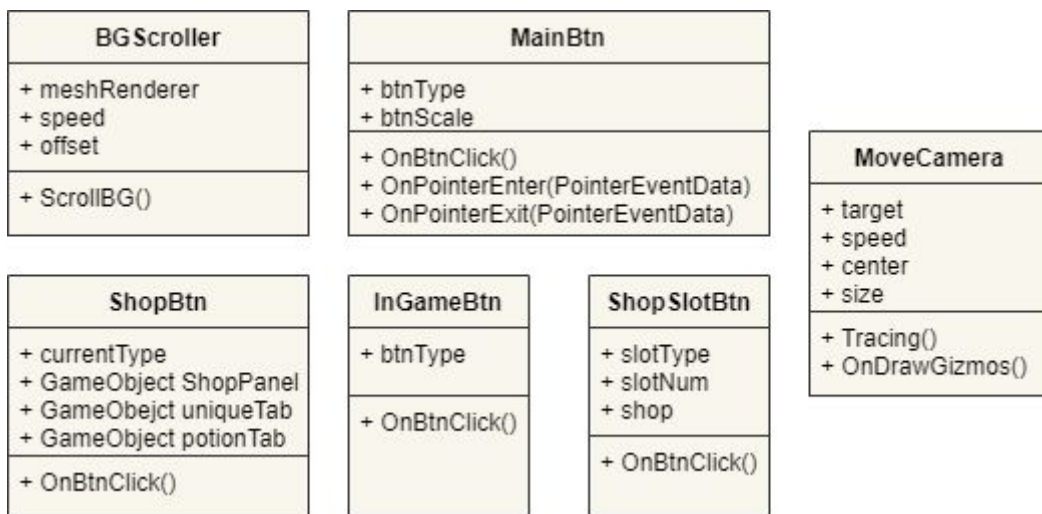 BGScroller
+ meshRenderer
+ speed
+ offset
+ ScrollBG()
MainBtn
+ btnType
+ btnScale
+ OnBtnClick()
+ OnPointerEnter(PointerEventData)
+ OnPointerExit(PointerEventData)
MoveCamera
+ target
+ speed
+ center
+ size
+ Tracing()
+ OnDrawGizmos()
ShopBtn
+ currentType
+ GameObject ShopPanel
+ GameObejct uniqueTab
+ GameObject potionTab
+ OnBtnClick()
InGameBtn
+ btnType
+ OnBtnClick()
ShopSlotBtn
+ slotType
+ slotNum
+ shop
+ OnBtnClick()